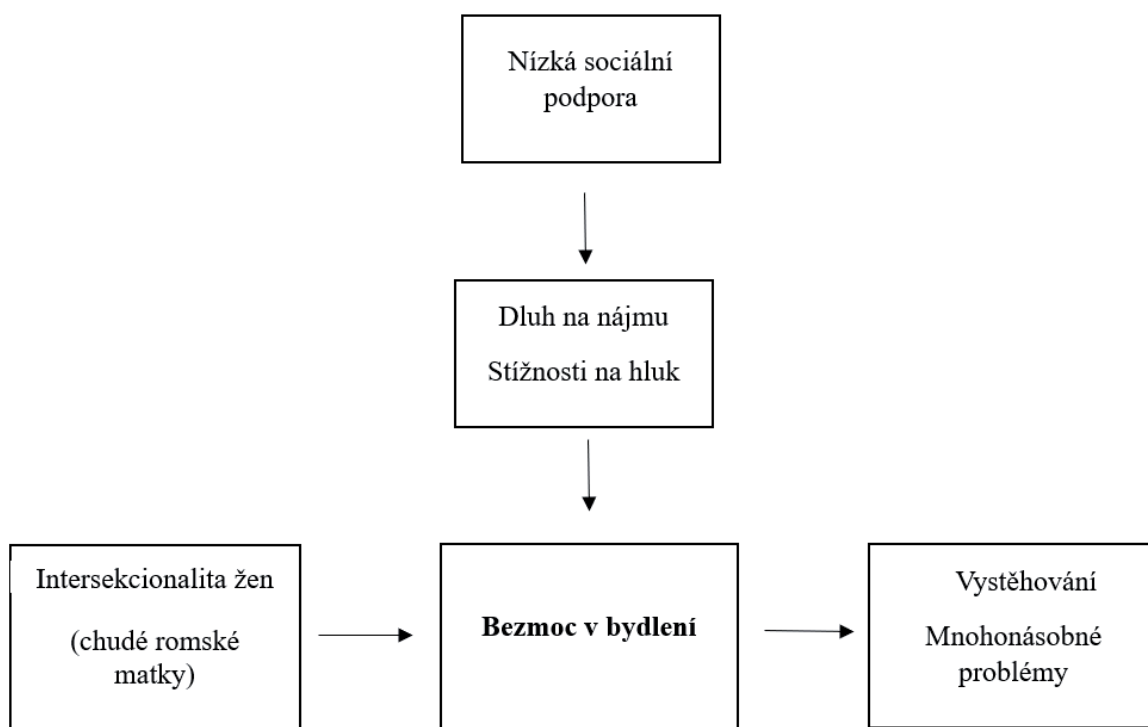 Nízká sociální
podpora
Dluh na nájmu
Stížnosti na hluk
Intersekcionalita žen
(chudé romské
matky)
Bezmoc v bydlení
Vystěhování
Mnohonásobné
problémy